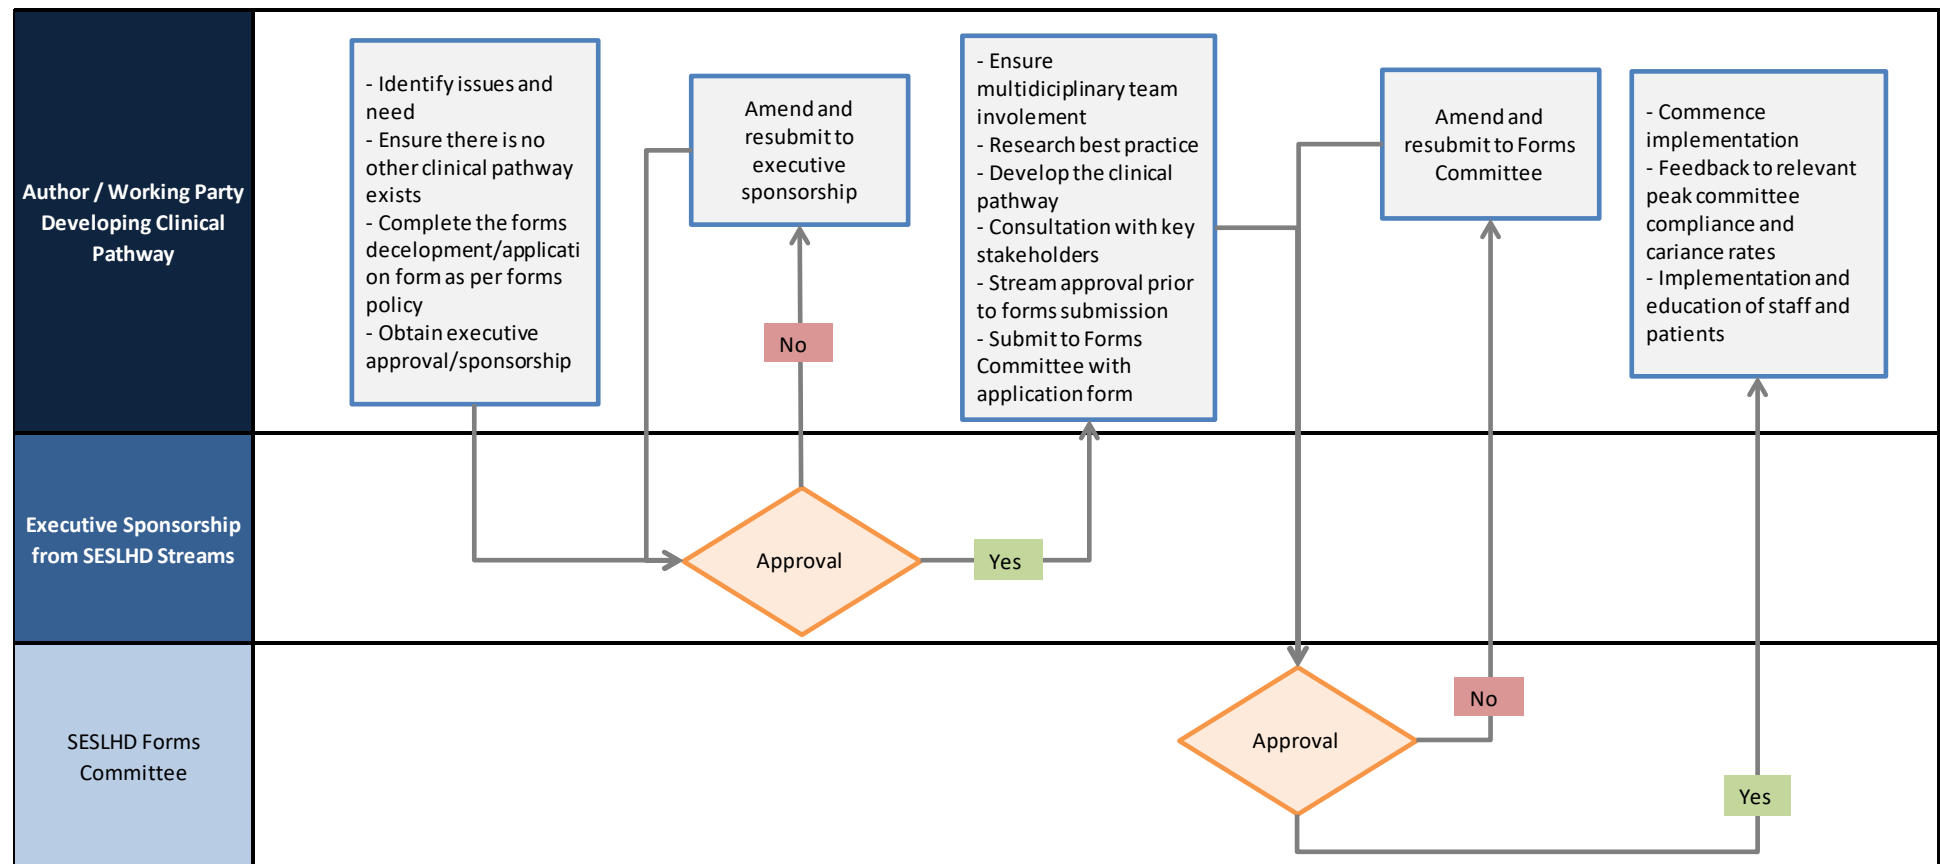 Author / Working Party
Developing Clinical
Pathway
- Identify issues and
need
- Ensure there is no
other clinical pathway
exists
- Complete the forms
decelopment/applicati
on form as per forms
policy
- Obtain executive
approval/sponsorship
Amend and
resubmit to
executive
sponsorship
No
- Ensure
multidiciplinary team
involement
- Research best practice
- Develop the clinical
pathway
- Consultation with key
stakeholders
- Stream approval prior
to forms submission
- Submit to Forms
Committee with
application form
Amend and
resubmit to Forms
Committee
- Commence
implementation
- Feedback to relevant
peak committee
compliance and
cariance rates
- Implementation and
education of staff and
patients
Executive Sponsorship
from SESLHD Streams
Approval
Yes
SESLHD Forms
Committee
Approval
No
Yes